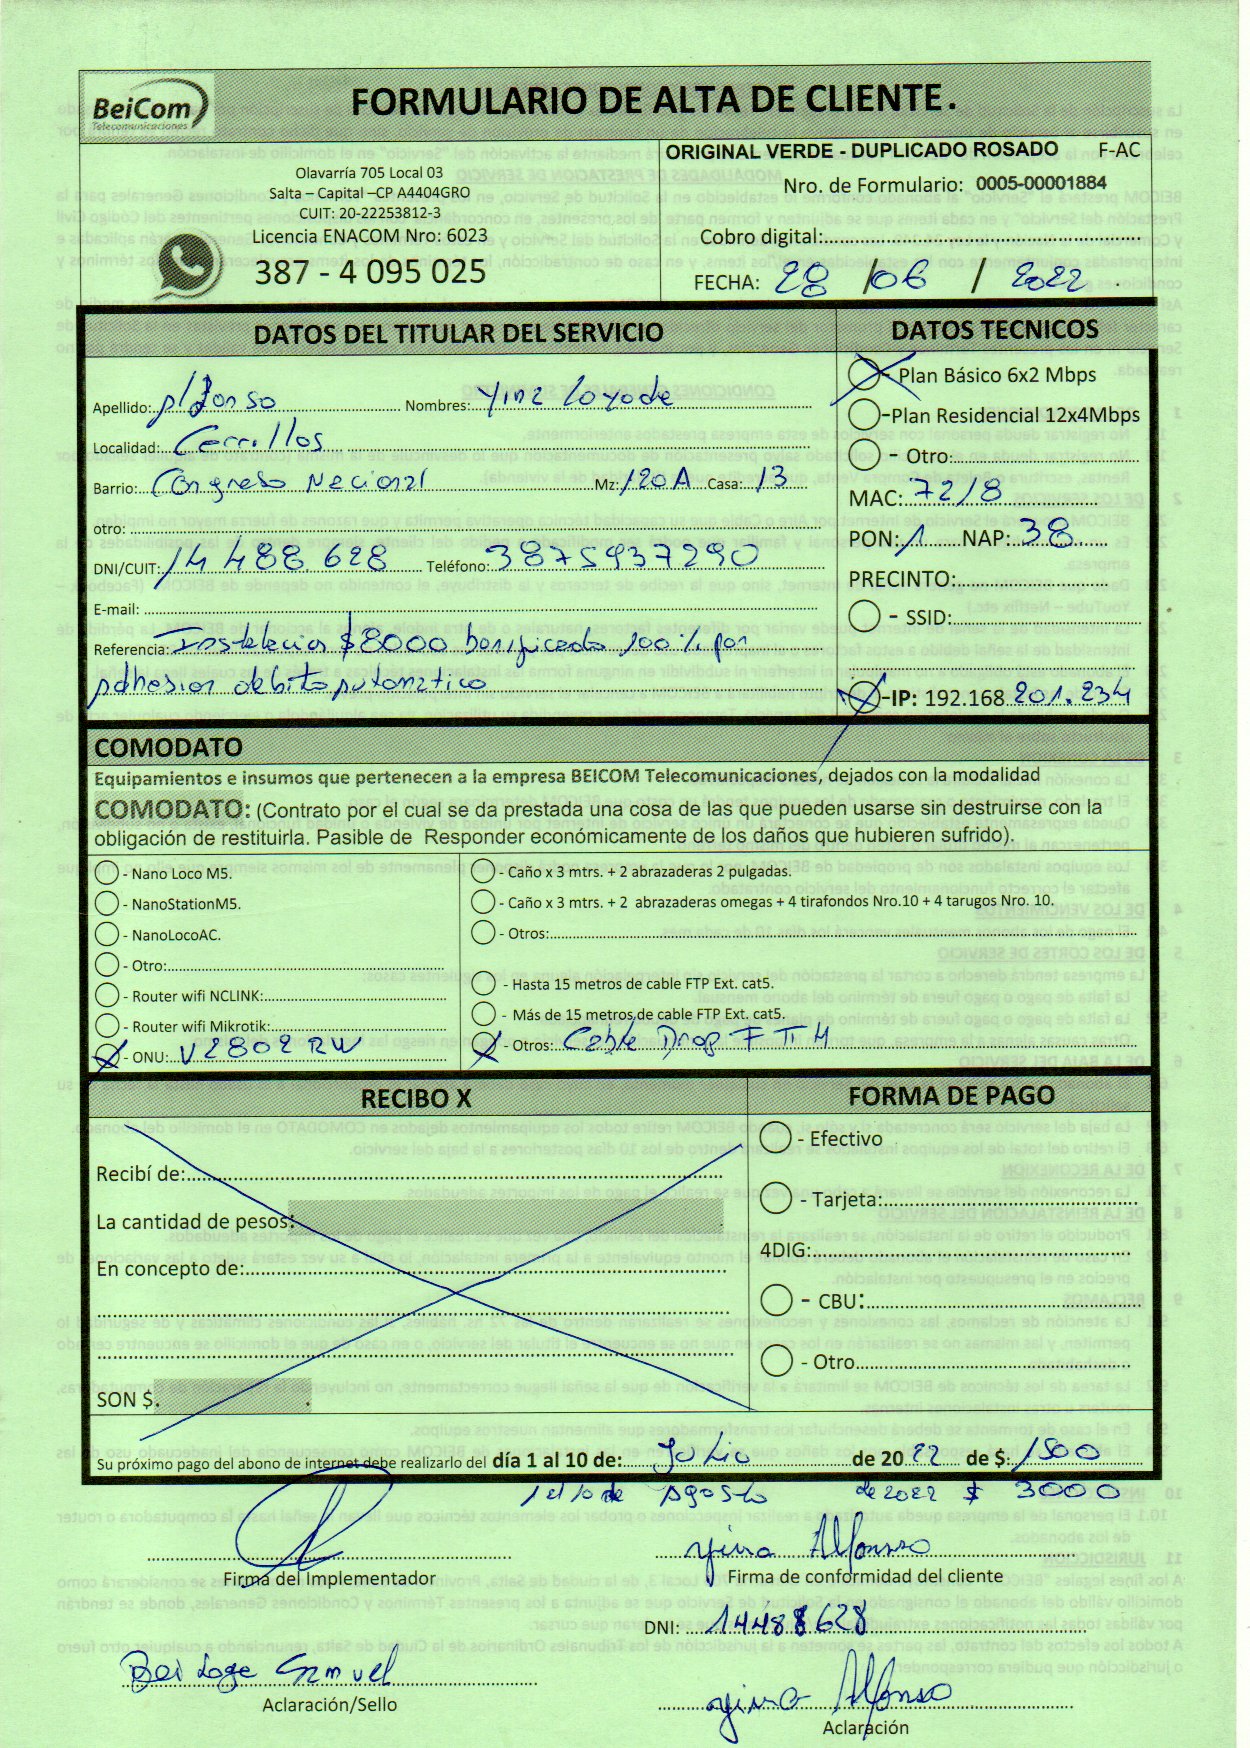 BeiCom
Telecomunicaciones
FORMULARIO DE ALTA DE CLIENTE.
Olavarría 705 Local 03
Salta – Capital –CP A4404GRO
CUIT: 20-22253812-3
Licencia ENACOM Nro: 6023
387 - 4 095 025
ORIGINAL VERDE - DUPLICADO ROSADO F-AC
Nro. de Formulario: 0005-00001884
Cobro digital:
FECHA: 28 / 06 / 2022
DATOS DEL TITULAR DEL SERVICIO
Apellido: Alfonso Nombres: Yina Loyade
Localidad: Cerrillos
Barrio: Congreso Nacional Mz: 120A Casa: 13
otro:
DNI/CUIT: 14 488 628 Teléfono: 3875937290
E-mail:
Referencia: Instalacion $8000 bonificado 100% por
Adhesion debito automatico
DATOS TECNICOS
- Plan Básico 6x2 Mbps
-Plan Residencial 12x4Mbps
- Otro:
MAC: 7218
PON: 1 NAP: 38
PRECINTO:
- SSID:
-IP: 192.168 201.234
COMODATO
Equipamientos e insumos que pertenecen a la empresa BEICOM Telecomunicaciones, dejados con la modalidad
COMODATO: (Contrato por el cual se da prestada una cosa de las que pueden usarse sin destruirse con la
obligación de restituirla. Pasible de Responder económicamente de los daños que hubieren sufrido).
- Nano Loco M5.
- NanoStationM5.
- NanoLocoAC.
- Otro:
- Router wifi NCLINK:
- Router wifi Mikrotik:
- ONU: V2802RW
- Caño x 3 mtrs. + 2 abrazaderas 2 pulgadas.
- Caño x 3 mtrs. + 2 abrazaderas omegas + 4 tirafondos Nro.10 + 4 tarugos Nro. 10.
- Otros:
- Hasta 15 metros de cable FTP Ext. cat5.
- Más de 15 metros de cable FTP Ext. cat5.
- Otros: Cable Drop FTTH
RECIBO X
Recibí de:
La cantidad de pesos:
En concepto de:
SON $.
FORMA DE PAGO
- Efectivo
- Tarjeta:
4DIG:
- CBU:
- Otro
Su próximo pago del abono de internet debe realizarlo del día 1 al 10 de: Julio de 20 22 de $: 1500
1 al 10 de Agosto de 2022 $ 3000
Firma del Implementador
yina Alfonso
Firma de conformidad del cliente
DNI: 14488628
Bei Samuel
Aclaración/Sello
yina Alfonso
Aclaración